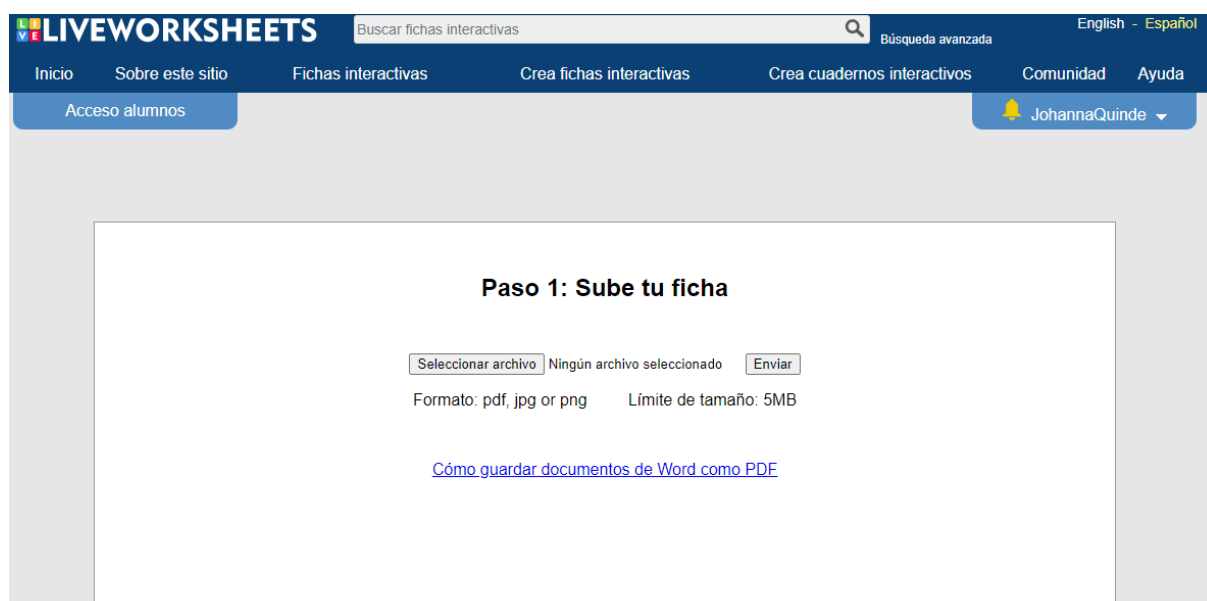 LIVEWORKSHEETS
Buscar fichas interactivas
Búsqueda avanzada
English - Español
Inicio Sobre este sitio Fichas interactivas Crea fichas interactivas Crea cuadernos interactivos Comunidad Ayuda
Acceso alumnos JohannaQuinde
Paso 1: Sube tu ficha
Seleccionar archivo Ningún archivo seleccionado Enviar
Formato: pdf, jpg or png Límite de tamaño: 5MB
Cómo guardar documentos de Word como PDF